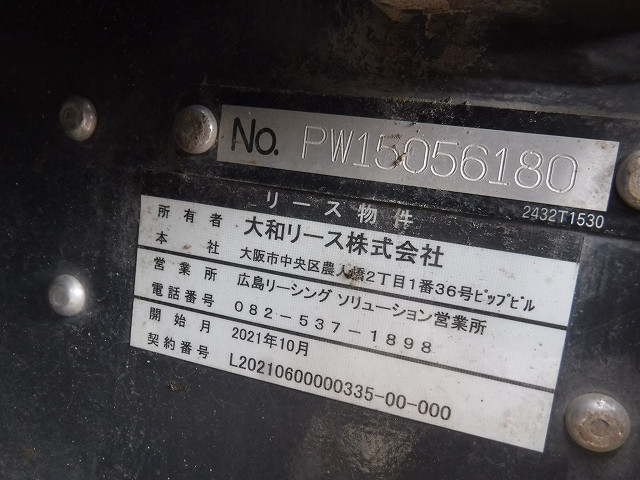 No. PW15056180
2432T1530
リース物件
所有者 大和リース株式会社
本社 大阪市中央区農人橋2丁目1番36号ピップビル
営業所 広島リーシング ソリューション営業所
電話番号 082-537-1898
開始月 2021年10月
契約番号 L20210600000335-00-000